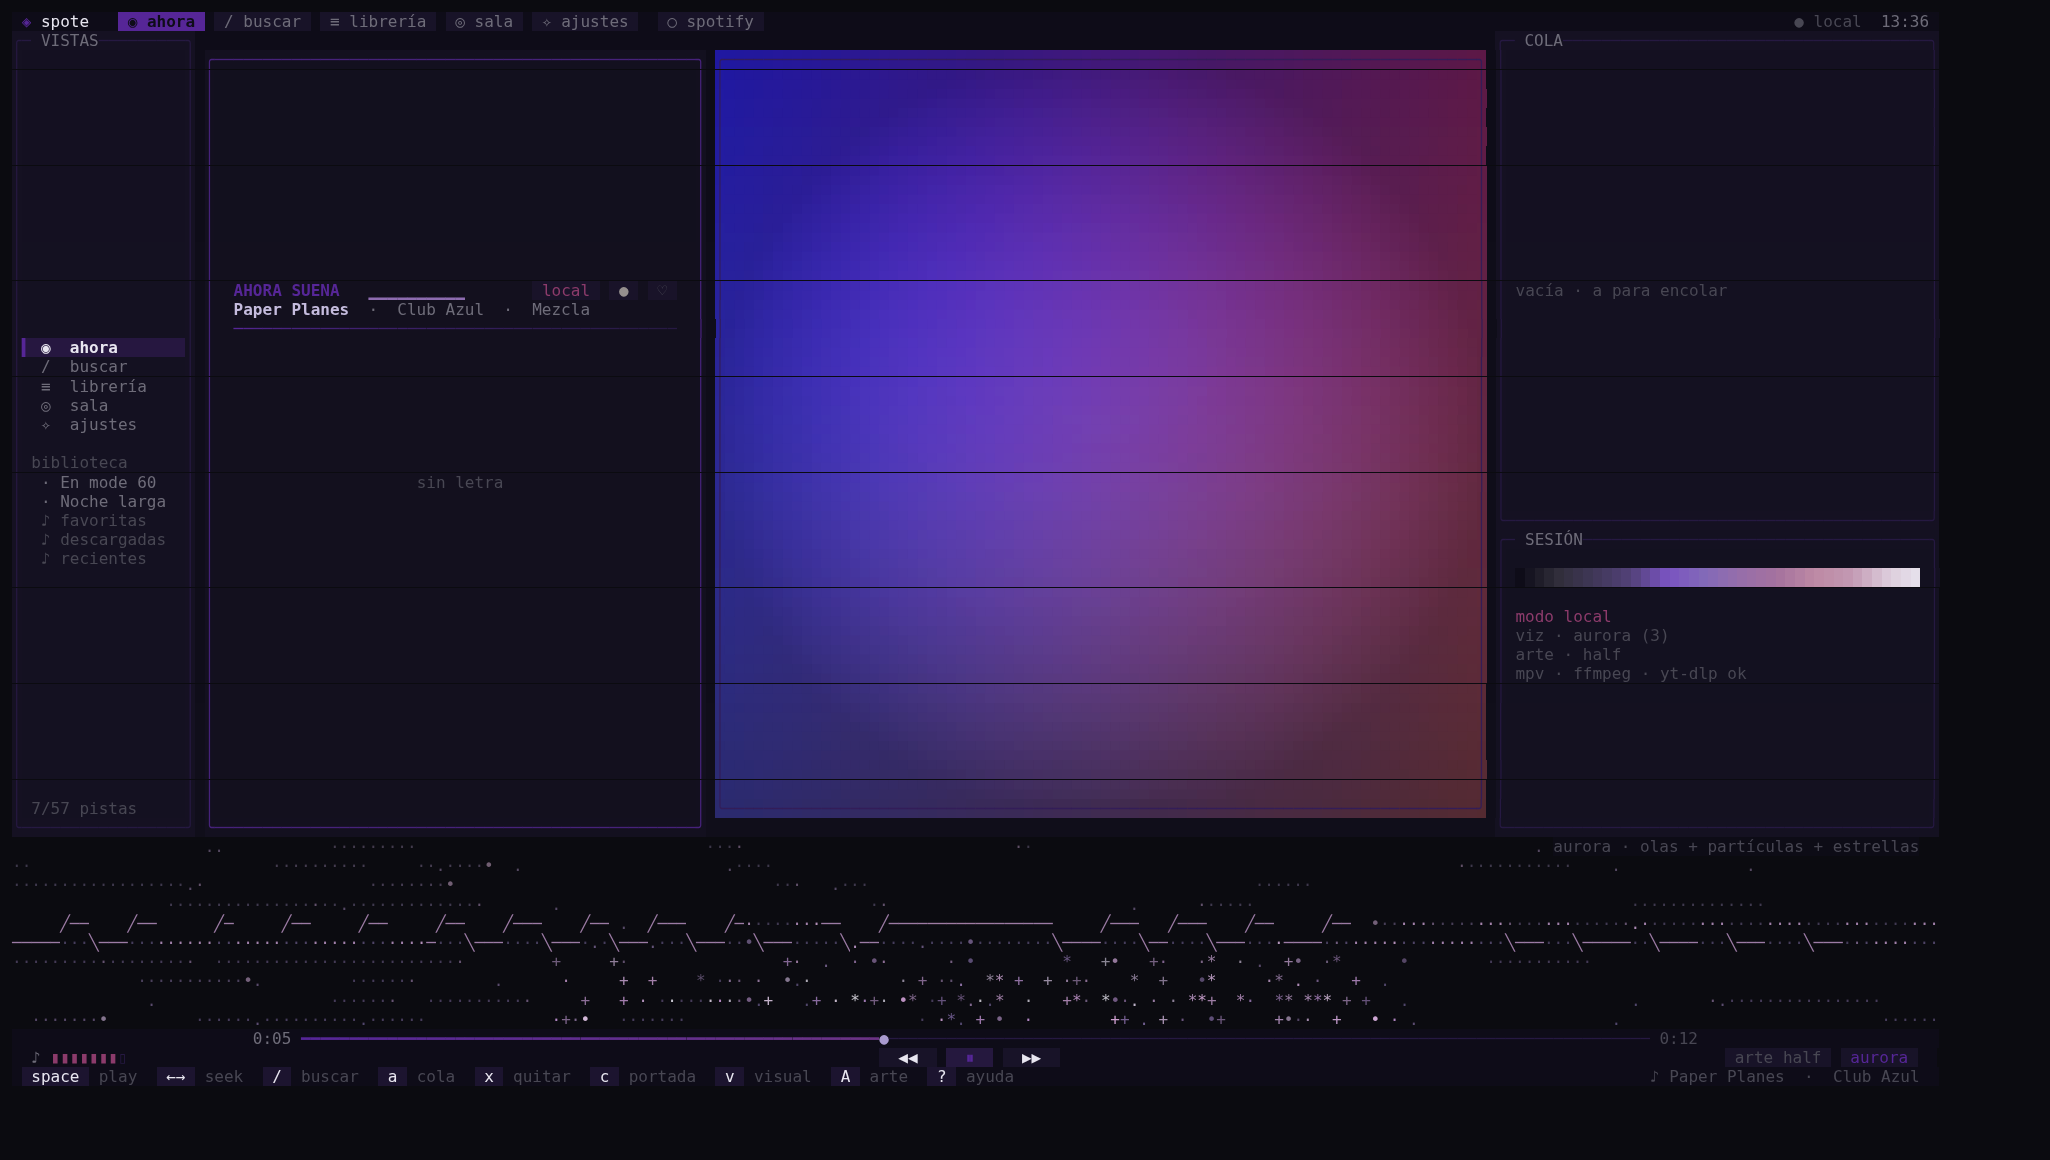 ◈ spote ◉ ahora / buscar ≡ librería ◎ sala ✧ ajustes ○ spotify ● local 13:36
VISTAS
◉ ahora
/ buscar
≡ librería
◎ sala
✧ ajustes
biblioteca
· En mode 60
· Noche larga
♪ favoritas
♪ descargadas
♪ recientes
7/57 pistas
AHORA SUENA local ● ♡
Paper Planes · Club Azul · Mezcla
sin letra
COLA
vacía · a para encolar
SESIÓN
modo local
viz · aurora (3)
arte · half
mpv · ffmpeg · yt-dlp ok
aurora · olas + partículas + estrellas
0:05 0:12
♪ ◀◀ ▶▶ arte half aurora
space play ←→ seek / buscar a cola x quitar c portada v visual A arte ? ayuda ♪ Paper Planes · Club Azul